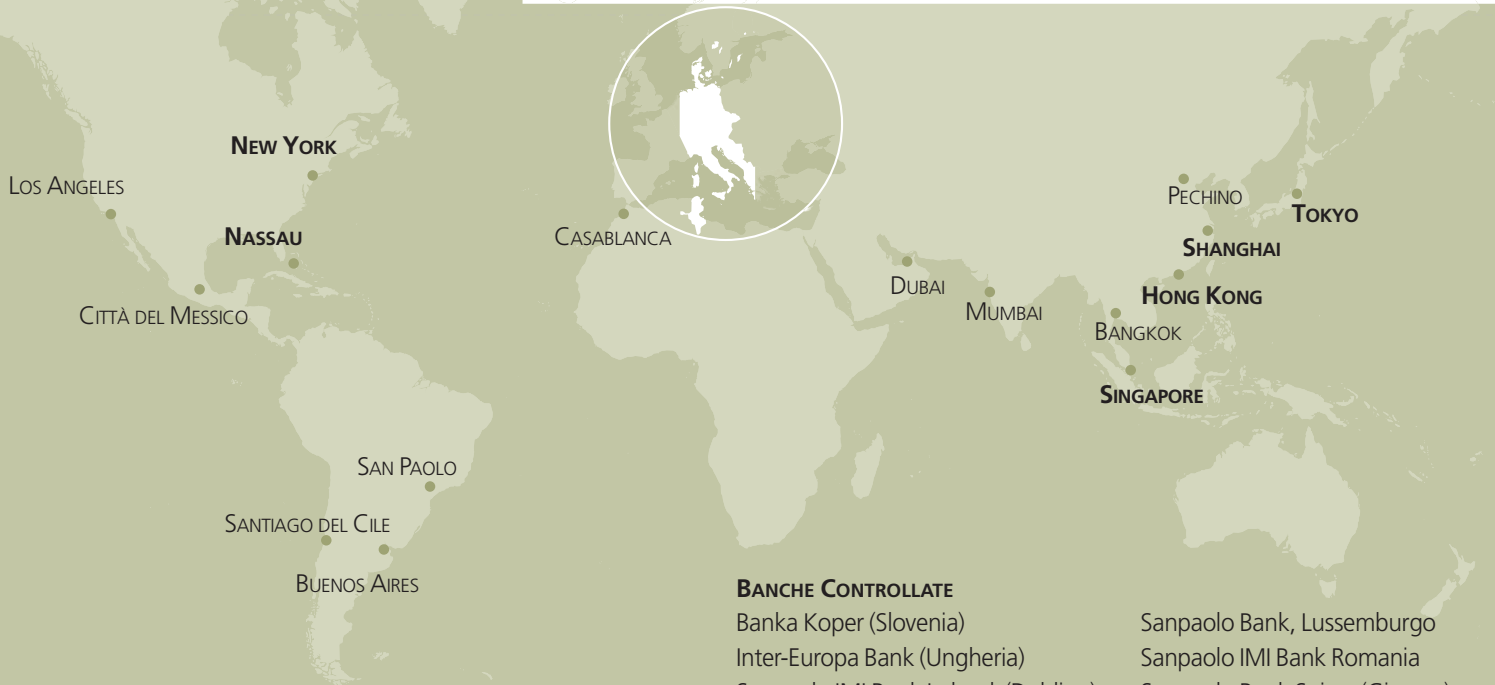 NEW YORK
LOS ANGELES
NASSAU
CITTÀ DEL MESSICO
CASABLANCA
PECHINO
TOKYO
SHANGHAI
DUBAI
HONG KONG
MUMBAI
BANGKOK
SINGAPORE
SAN PAOLO
SANTIAGO DEL CILE
BUENOS AIRES
BANCHE CONTROLLATE
Banka Koper (Slovenia)
Inter-Europa Bank (Ungheria)
Sanpaolo Bank, Lussemburgo
Sanpaolo IMI Bank Romania